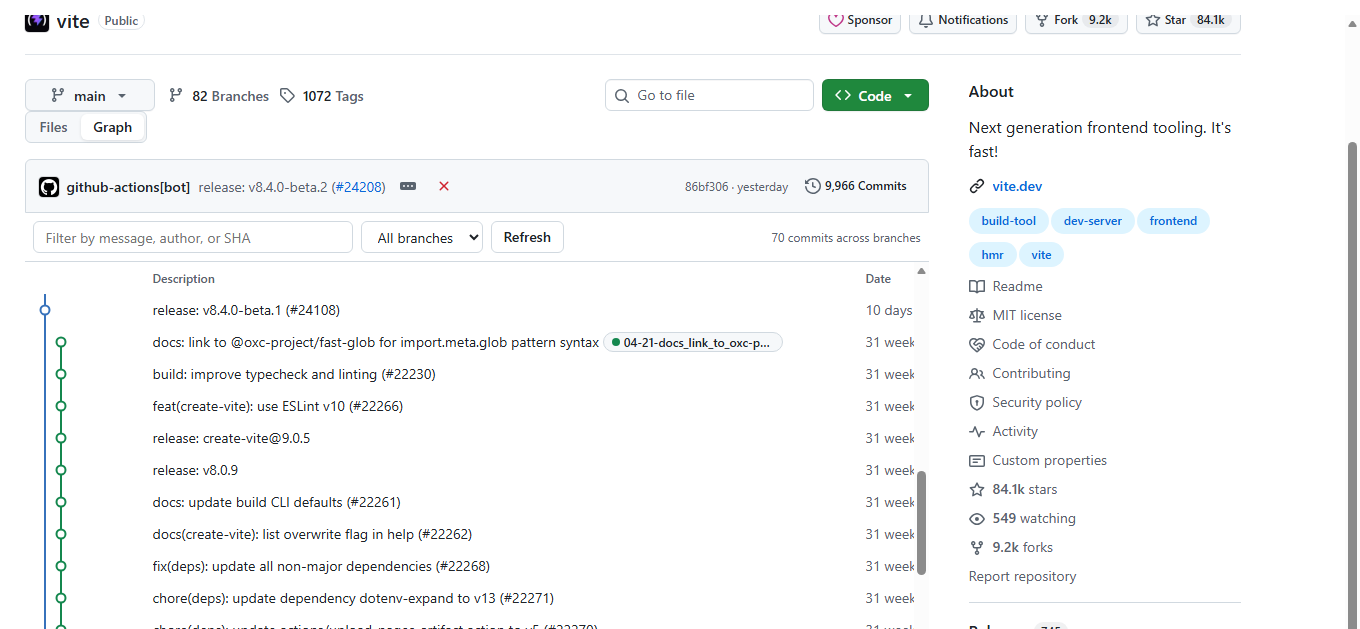 vite Public Sponsor Notifications Fork 9.2k Star 84.1k
main 82 Branches 1072 Tags Go to file Code
Files Graph
github-actions[bot] release: v8.4.0-beta.2 (#24208) 86bf306 · yesterday 9,966 Commits
Filter by message, author, or SHA All branches Refresh 70 commits across branches
Description Date
release: v8.4.0-beta.1 (#24108) 10 days
docs: link to @oxc-project/fast-glob for import.meta.glob pattern syntax 04-21-docs_link_to_oxc-p... 31 week
build: improve typecheck and linting (#22230) 31 week
feat(create-vite): use ESLint v10 (#22266) 31 week
release: create-vite@9.0.5 31 week
release: v8.0.9 31 week
docs: update build CLI defaults (#22261) 31 week
docs(create-vite): list overwrite flag in help (#22262) 31 week
fix(deps): update all non-major dependencies (#22268) 31 week
chore(deps): update dependency dotenv-expand to v13 (#22271) 31 week
About
Next generation frontend tooling. It's
fast!
vite.dev
build-tool dev-server frontend
hmr vite
Readme
MIT license
Code of conduct
Contributing
Security policy
Activity
Custom properties
84.1k stars
549 watching
9.2k forks
Report repository